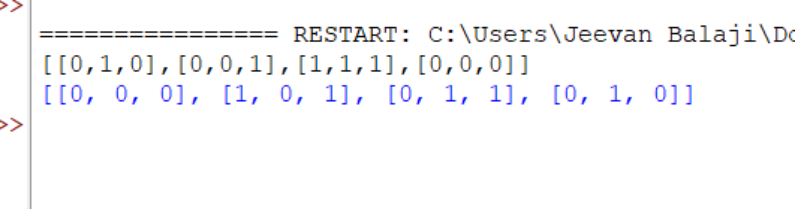 >>
================ RESTART: C:\Users\Jeevan Balaji\Do
[[0,1,0],[0,0,1],[1,1,1],[0,0,0]]
[[0, 0, 0], [1, 0, 1], [0, 1, 1], [0, 1, 0]]
>>